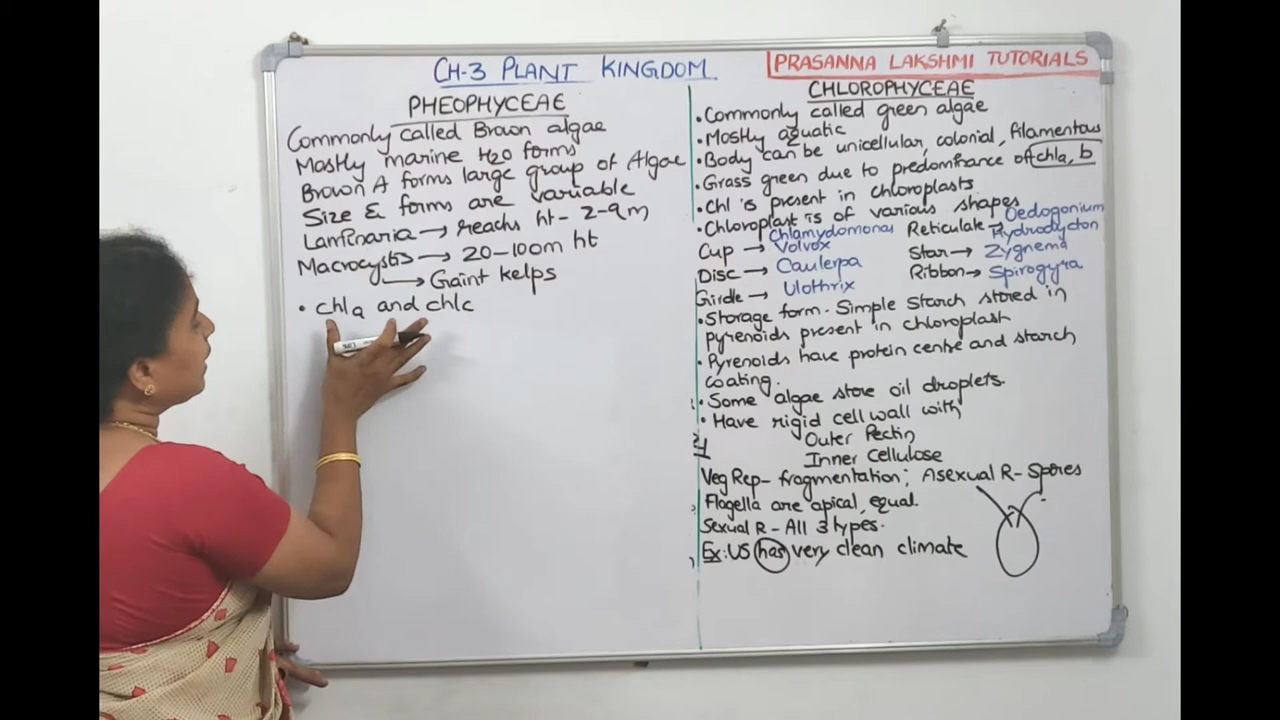 CH-3 PLANT KINGDOM
PRASANNA LAKSHMI TUTORIALS
PHEOPHYCEAE
Commonly called Brown algae
Mostly marine H2O forms
Brown A forms large group of Algae
Size & forms are variable
Laminaria → reachs ht - 2-9m
Macrocystis → 20-100m ht
→ Gaint kelps
• chla and chlc
CHLOROPHYCEAE
• Commonly called green algae
• Mostly aquatic
• Body can be unicellular, colonial, filamentous
• Grass green due to predominance of chla, b
• Chl is present in chloroplasts
• Chloroplast is of various shapes
Cup → Chlamydomonas Volvox
Reticulate → Oedogonium Hydrodycton
Disc → Caulerpa
Star → Zygnema
Girdle → Ulothrix
Ribbon → Spirogyra
• Storage form - Simple Starch stored in
pyrenoids present in chloroplast
• Pyrenoids have protein centre and starch
coating.
• Some algae store oil droplets.
• Have rigid cell wall with
Outer Pectin
Inner Cellulose
Veg Rep - fragmentation; Asexual R - Spores
Flagella are apical, equal.
Sexual R - All 3 types.
Ex: US has very clean climate